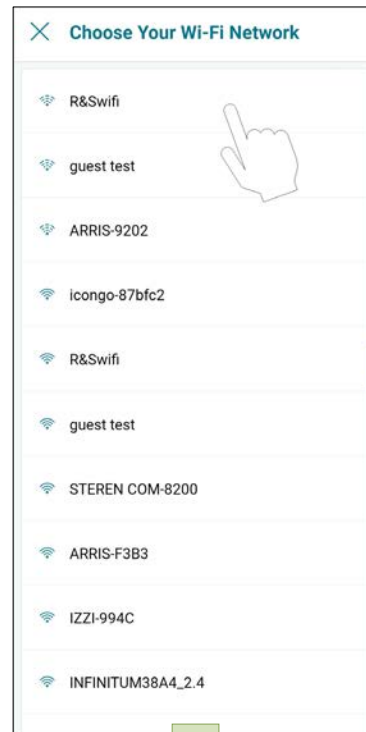 Choose Your Wi-Fi Network
R&Swifi
guest test
ARRIS-9202
icongo-87bfc2
R&Swifi
guest test
STEREN COM-8200
ARRIS-F3B3
IZZI-994C
INFINITUM38A4_2.4